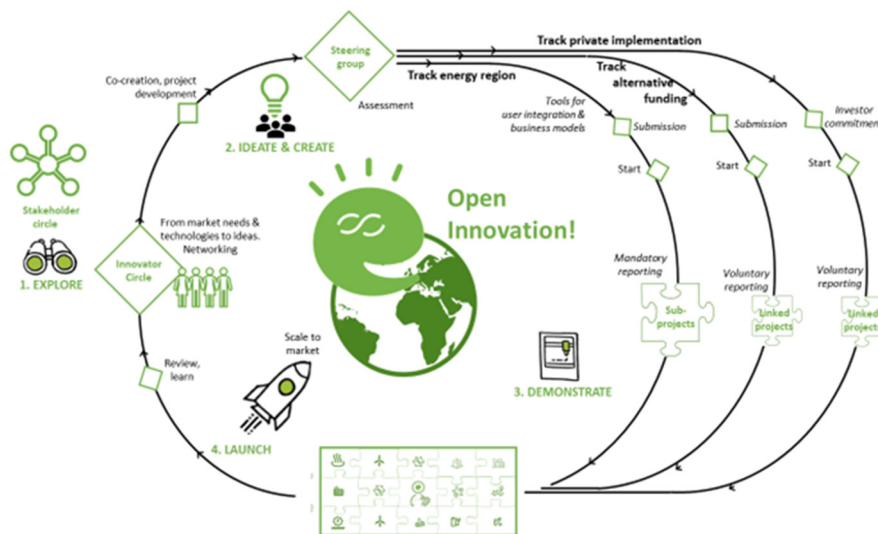 Steering
group
Assessment
Track private implementation
Track energy region
Track
alternative
funding
Co-creation, project
development
2. IDEATE & CREATE
Tools for
user integration &
business models
Submission
Submission
Investor
commitment
Start
Start
Start
Stakeholder
circle
1. EXPLORE
Innovator
Circle
From market needs &
technologies to ideas.
Networking
Open
Innovation!
Mandatory
reporting
Voluntary
reporting
Voluntary
reporting
Sub-
projects
Linked
projects
Linked
projects
Scale to
market
Review,
learn
3. DEMONSTRATE
4. LAUNCH